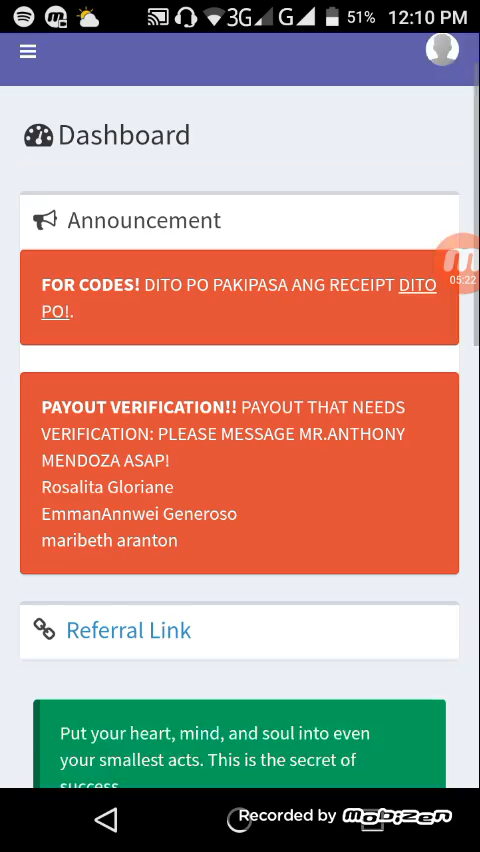 3G G 51% 12:10 PM
Dashboard
Announcement
FOR CODES! DITO PO PAKIPASA ANG RECEIPT DITO
PO!.
M
05:22
PAYOUT VERIFICATION!! PAYOUT THAT NEEDS
VERIFICATION: PLEASE MESSAGE MR.ANTHONY
MENDOZA ASAP!
Rosalita Gloriane
EmmanAnnwei Generoso
maribeth aranton
Referral Link
Put your heart, mind, and soul into even
your smallest acts. This is the secret of
success.
Recorded by Mobizen